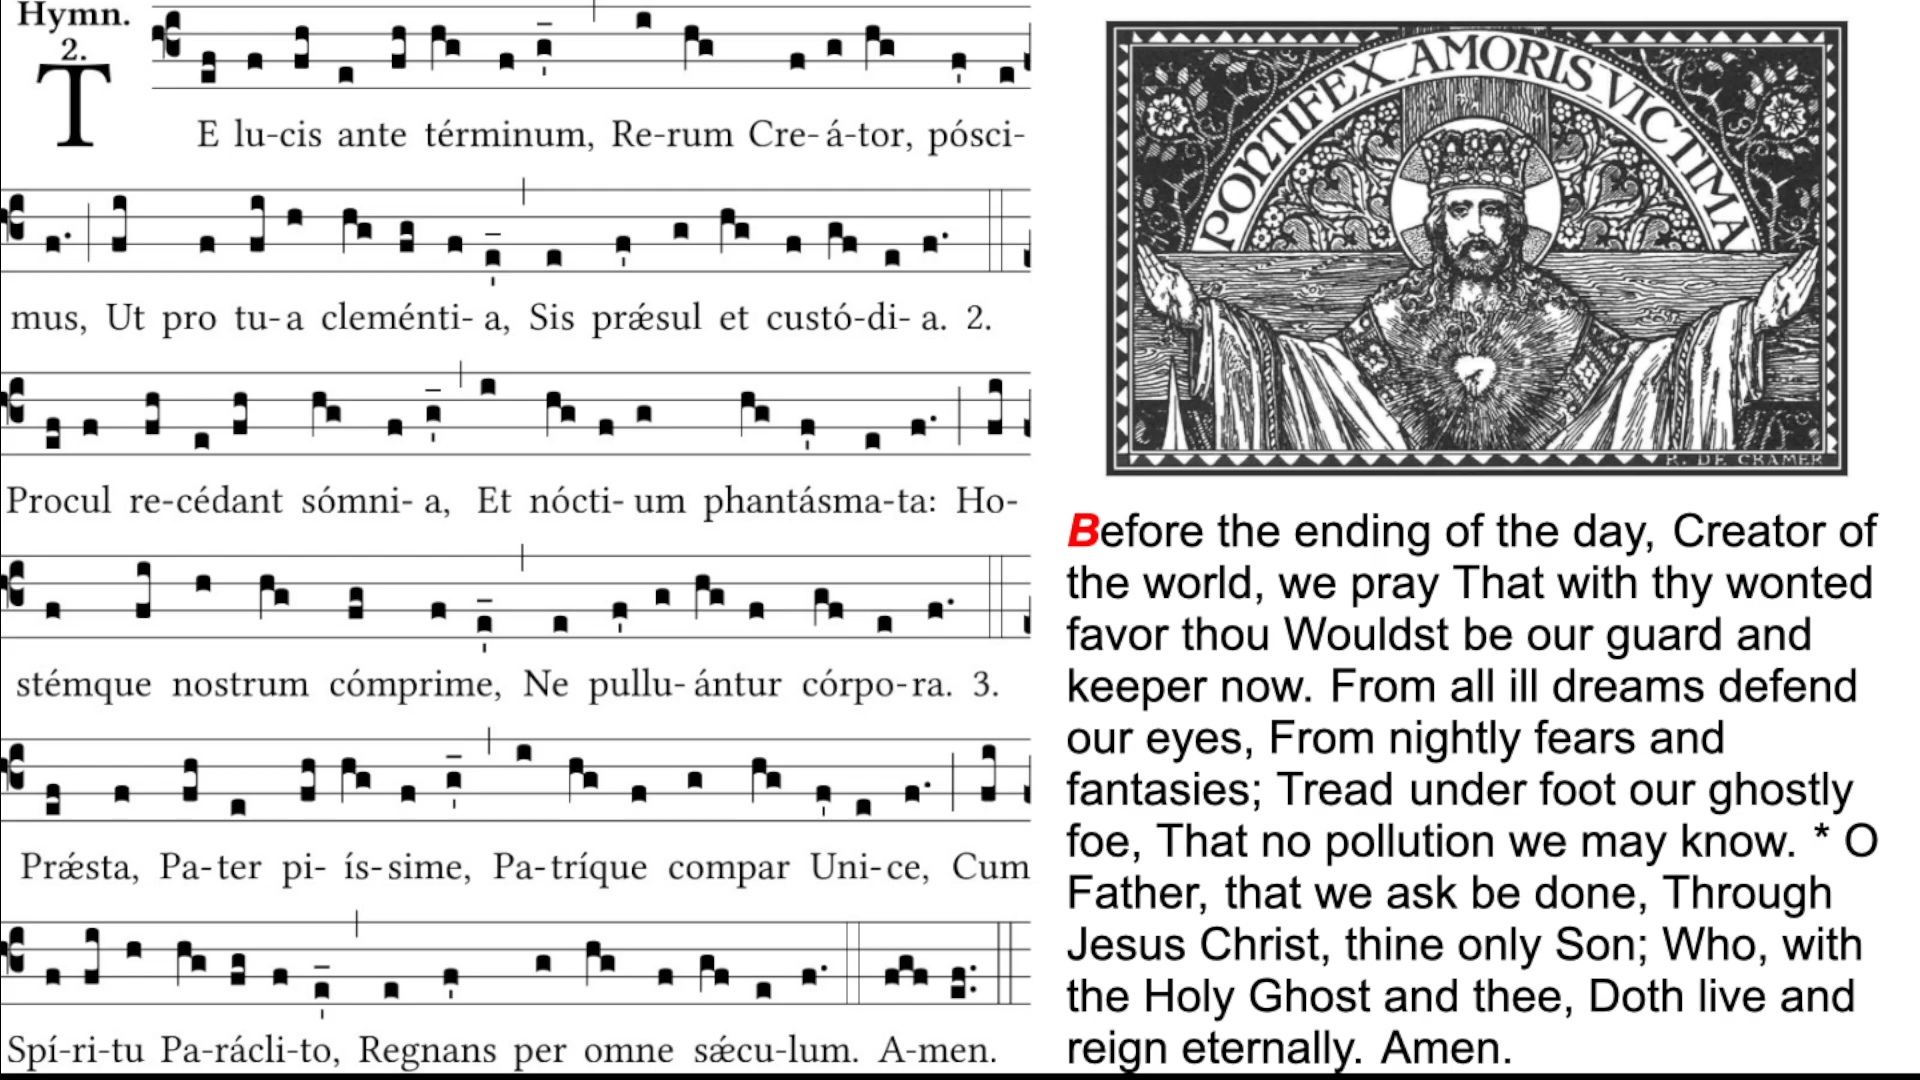 Hymn.
2.
TE lu-cis ante términum, Re-rum Cre-á-tor, pósci-
mus, Ut pro tu-a cleménti-a, Sis prǽsul et custó-di-a. 2.
Procul re-cédant sómni-a, Et nócti-um phantásma-ta: Ho-
stémque nostrum cómprime, Ne pullu-ántur córpo-ra. 3.
Prǽsta, Pa-ter pi-ís-sime, Pa-tríque compar Uni-ce, Cum
Spí-ri-tu Pa-rácli-to, Regnans per omne sǽcu-lum. A-men.
PONTIFEX AMORIS VICTIMA
R. DE CRAMER
Before the ending of the day, Creator of
the world, we pray That with thy wonted
favor thou Wouldst be our guard and
keeper now. From all ill dreams defend
our eyes, From nightly fears and
fantasies; Tread under foot our ghostly
foe, That no pollution we may know. * O
Father, that we ask be done, Through
Jesus Christ, thine only Son; Who, with
the Holy Ghost and thee, Doth live and
reign eternally. Amen.